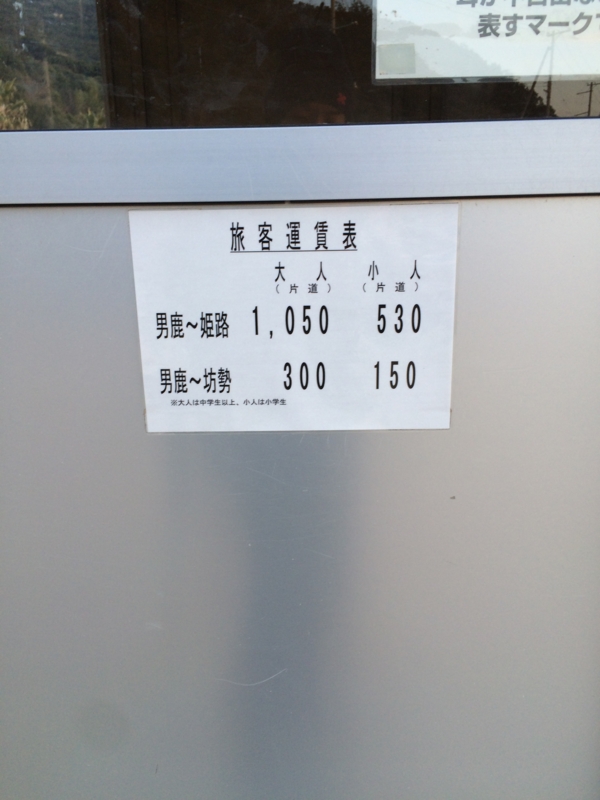 表すマーク
旅客運賃表
大人 小人
(片道) (片道)
男鹿～姫路 1,050 530
男鹿～坊勢 300 150
※大人は中学生以上、小人は小学生